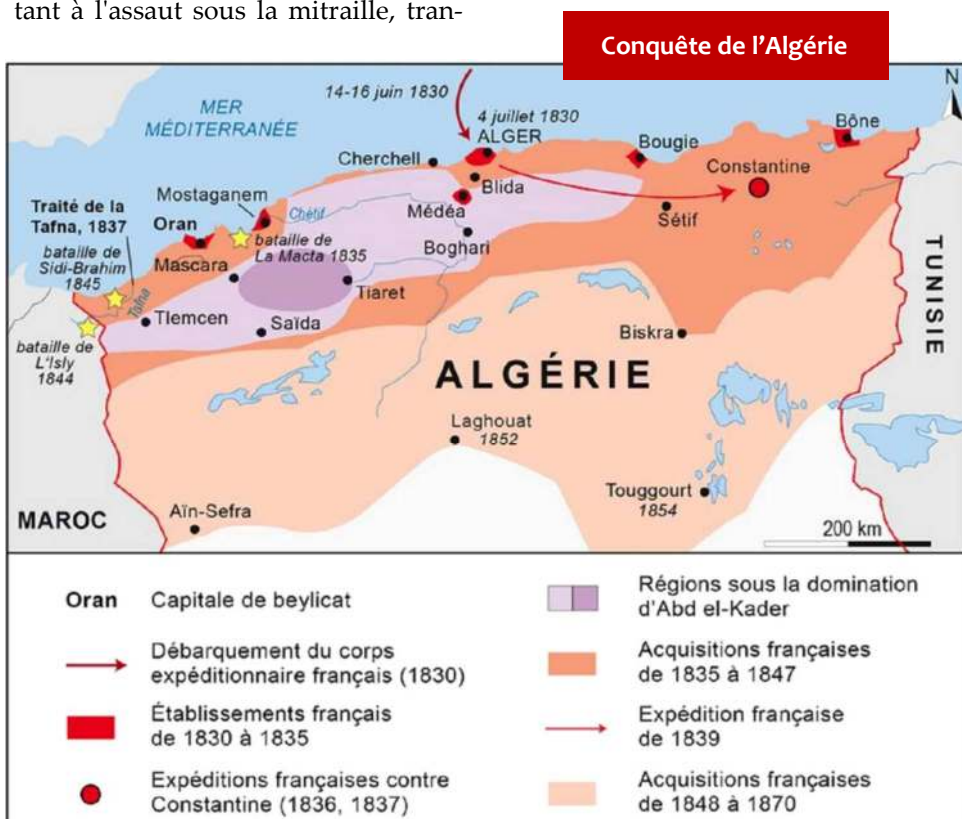 tant à l'assaut sous la mitraille, tran-
Conquête de l'Algérie
N
14-16 juin 1830
MER
MÉDITERRANÉE
4 juillet 1830
ALGER
Bône
Bougie
Cherchell
Constantine
Blida
Mostaganem
Chétif
Médéa
Sétif
Traité de la
Tafna, 1837
Oran
bataille de
La Macta 1835
Boghari
bataille de
Sidi-Brahim
1845
Mascara
Tiaret
Tafna
Tlemcen
Saïda
Biskra
TUNISIE
bataille de
L'Isly
1844
ALGÉRIE
Laghouat
1852
Touggourt
1854
MAROC
Aïn-Sefra
200 km
Oran Capitale de beylicat
Débarquement du corps
expéditionnaire français (1830)
Établissements français
de 1830 à 1835
Expéditions françaises contre
Constantine (1836, 1837)
Régions sous la domination
d'Abd el-Kader
Acquisitions françaises
de 1835 à 1847
Expédition française
de 1839
Acquisitions françaises
de 1848 à 1870